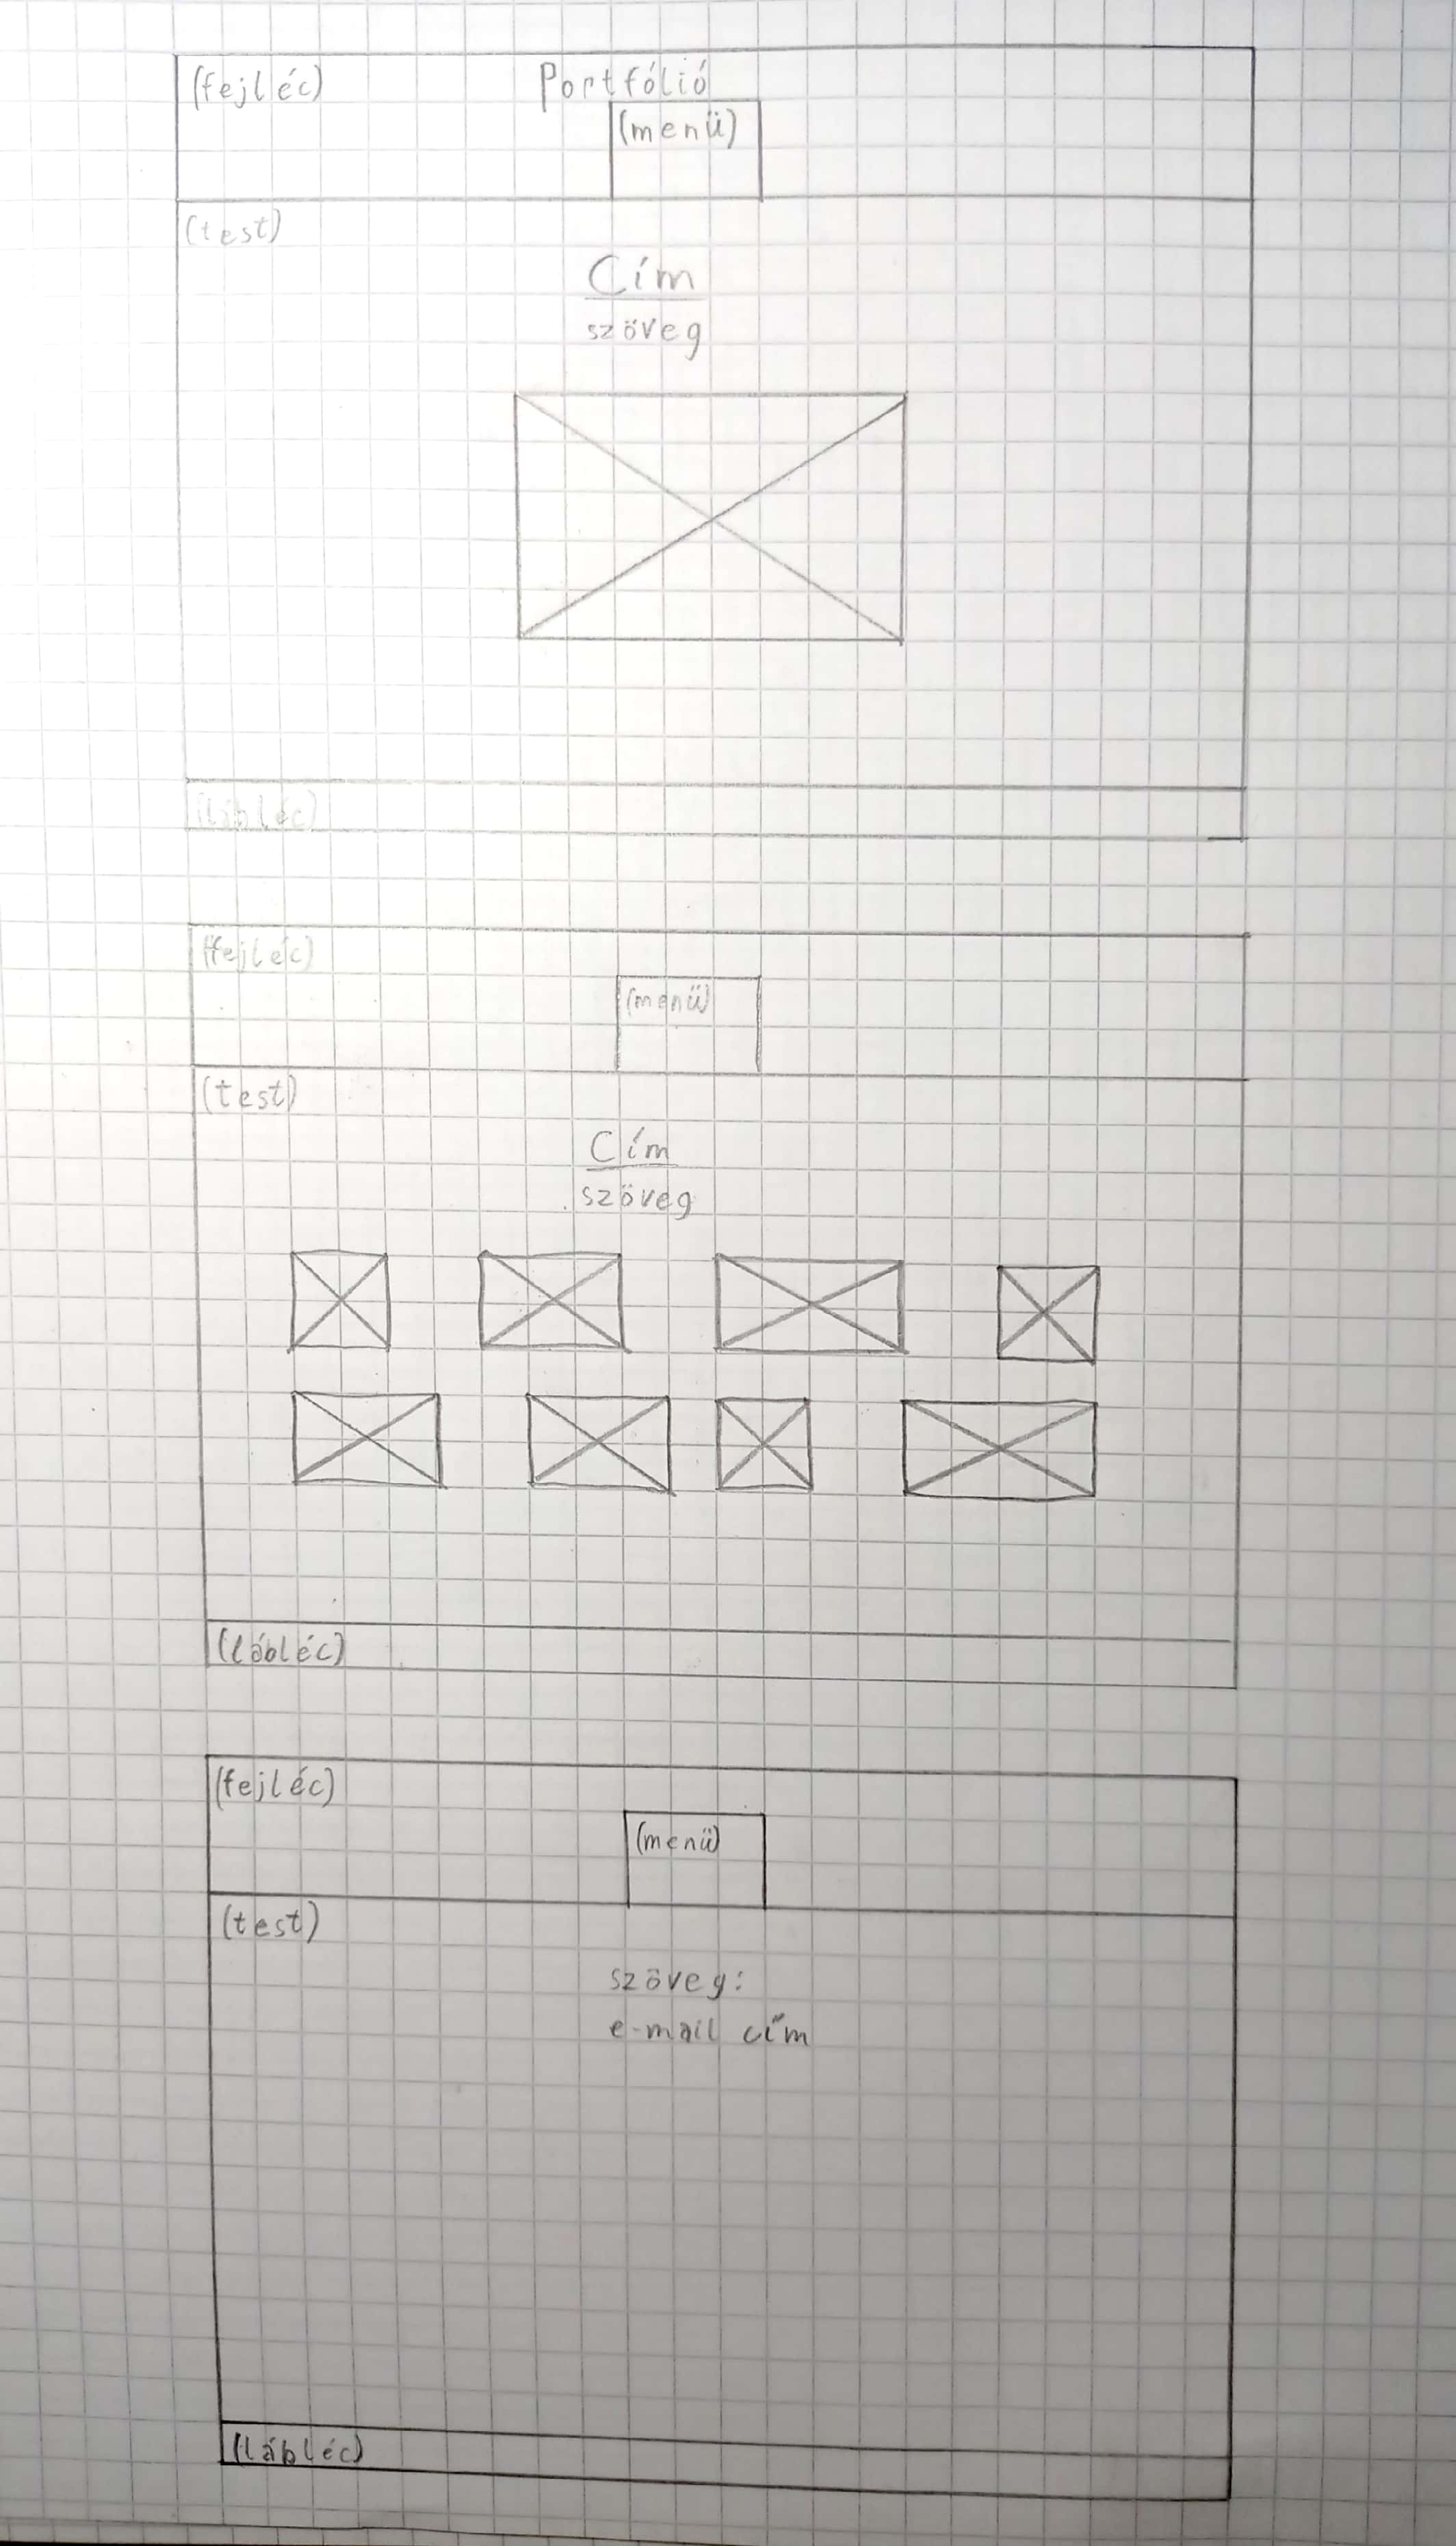 (fejléc)
Portfólió
(menü)
(test)
Cím
szöveg
(lábléc)
(fejléc)
(menü)
(test)
Cím
szöveg
(lábléc)
(fejléc)
(menü)
(test)
szöveg:
e-mail cím
(lábléc)